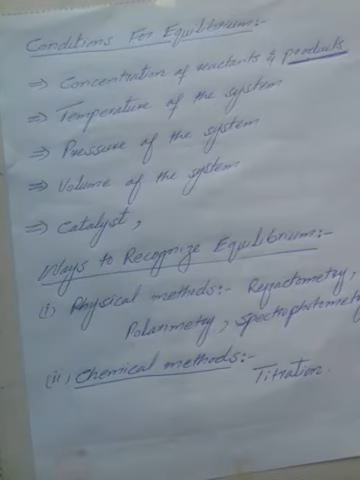 Conditions For Equilibrium:-
⇒ Concentration of reactants & products
⇒ Temperature of the system
⇒ Pressure of the system
⇒ Volume of the system
⇒ Catalyst,
Ways to Recognize Equilibrium:-
(i) Physical methods:- Refractometry,
Polarimetry, Spectrophotometry
(ii) Chemical methods:-
Titration.